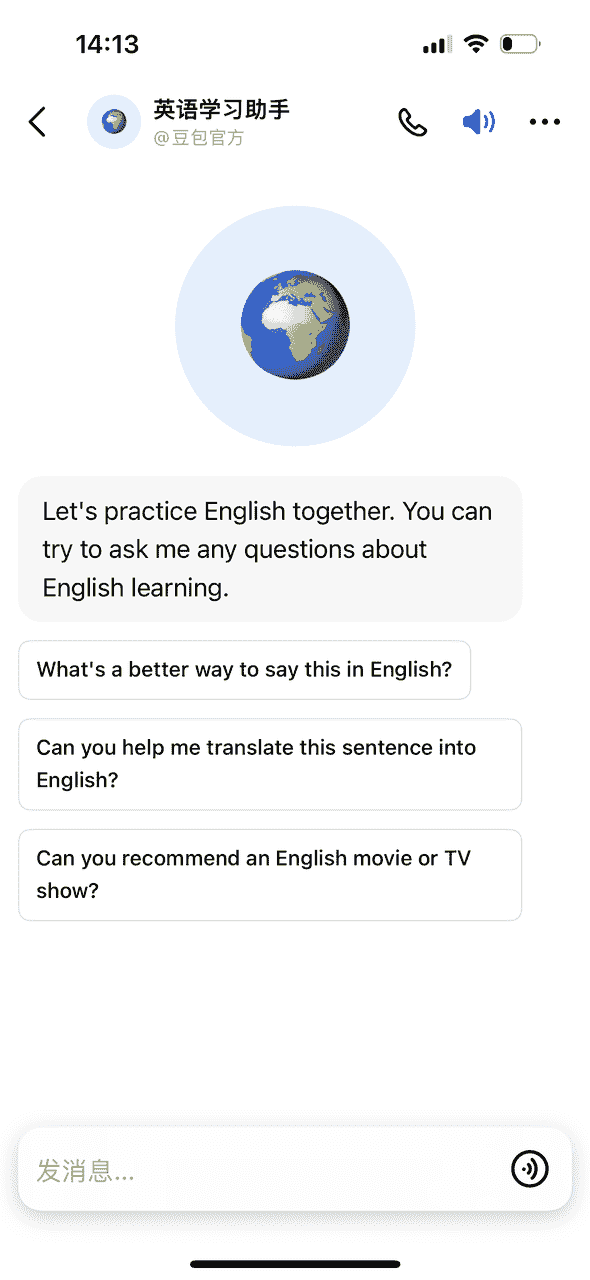 14:13
英语学习助手
@豆包官方
Let's practice English together. You can
try to ask me any questions about
English learning.
What's a better way to say this in English?
Can you help me translate this sentence into
English?
Can you recommend an English movie or TV
show?
发消息...